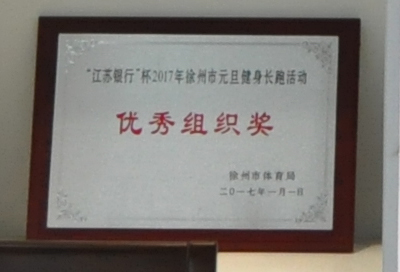 “江苏银行”杯2017年徐州市元旦健身长跑活动
优秀组织奖
徐州市体育局
二〇一七年一月一日